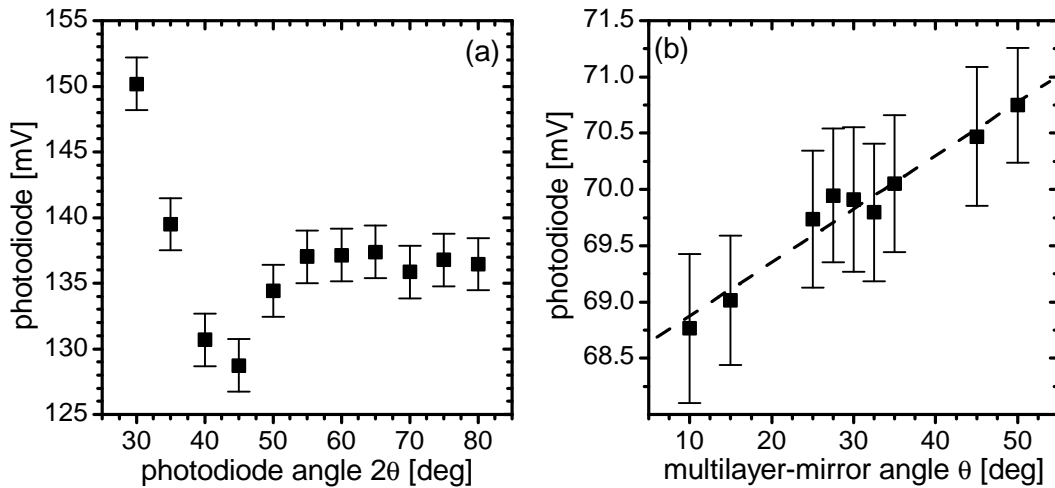 (a)
155
150
145
140
135
130
125
photodiode [mV]
30 40 50 60 70 80
photodiode angle 2θ [deg]
(b)
71.5
71.0
70.5
70.0
69.5
69.0
68.5
photodiode [mV]
10 20 30 40 50
multilayer-mirror angle θ [deg]